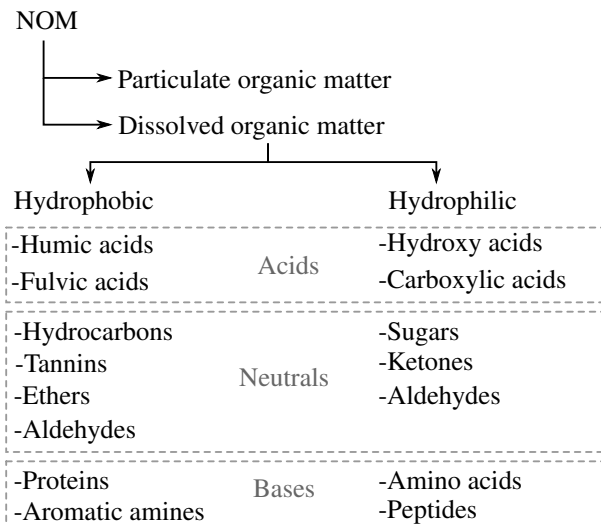 NOM
Particulate organic matter
Dissolved organic matter
Hydrophobic
Hydrophilic
-Humic acids
-Fulvic acids
Acids
-Hydroxy acids
-Carboxylic acids
-Hydrocarbons
-Tannins
-Ethers
-Aldehydes
Neutrals
-Sugars
-Ketones
-Aldehydes
-Proteins
-Aromatic amines
Bases
-Amino acids
-Peptides